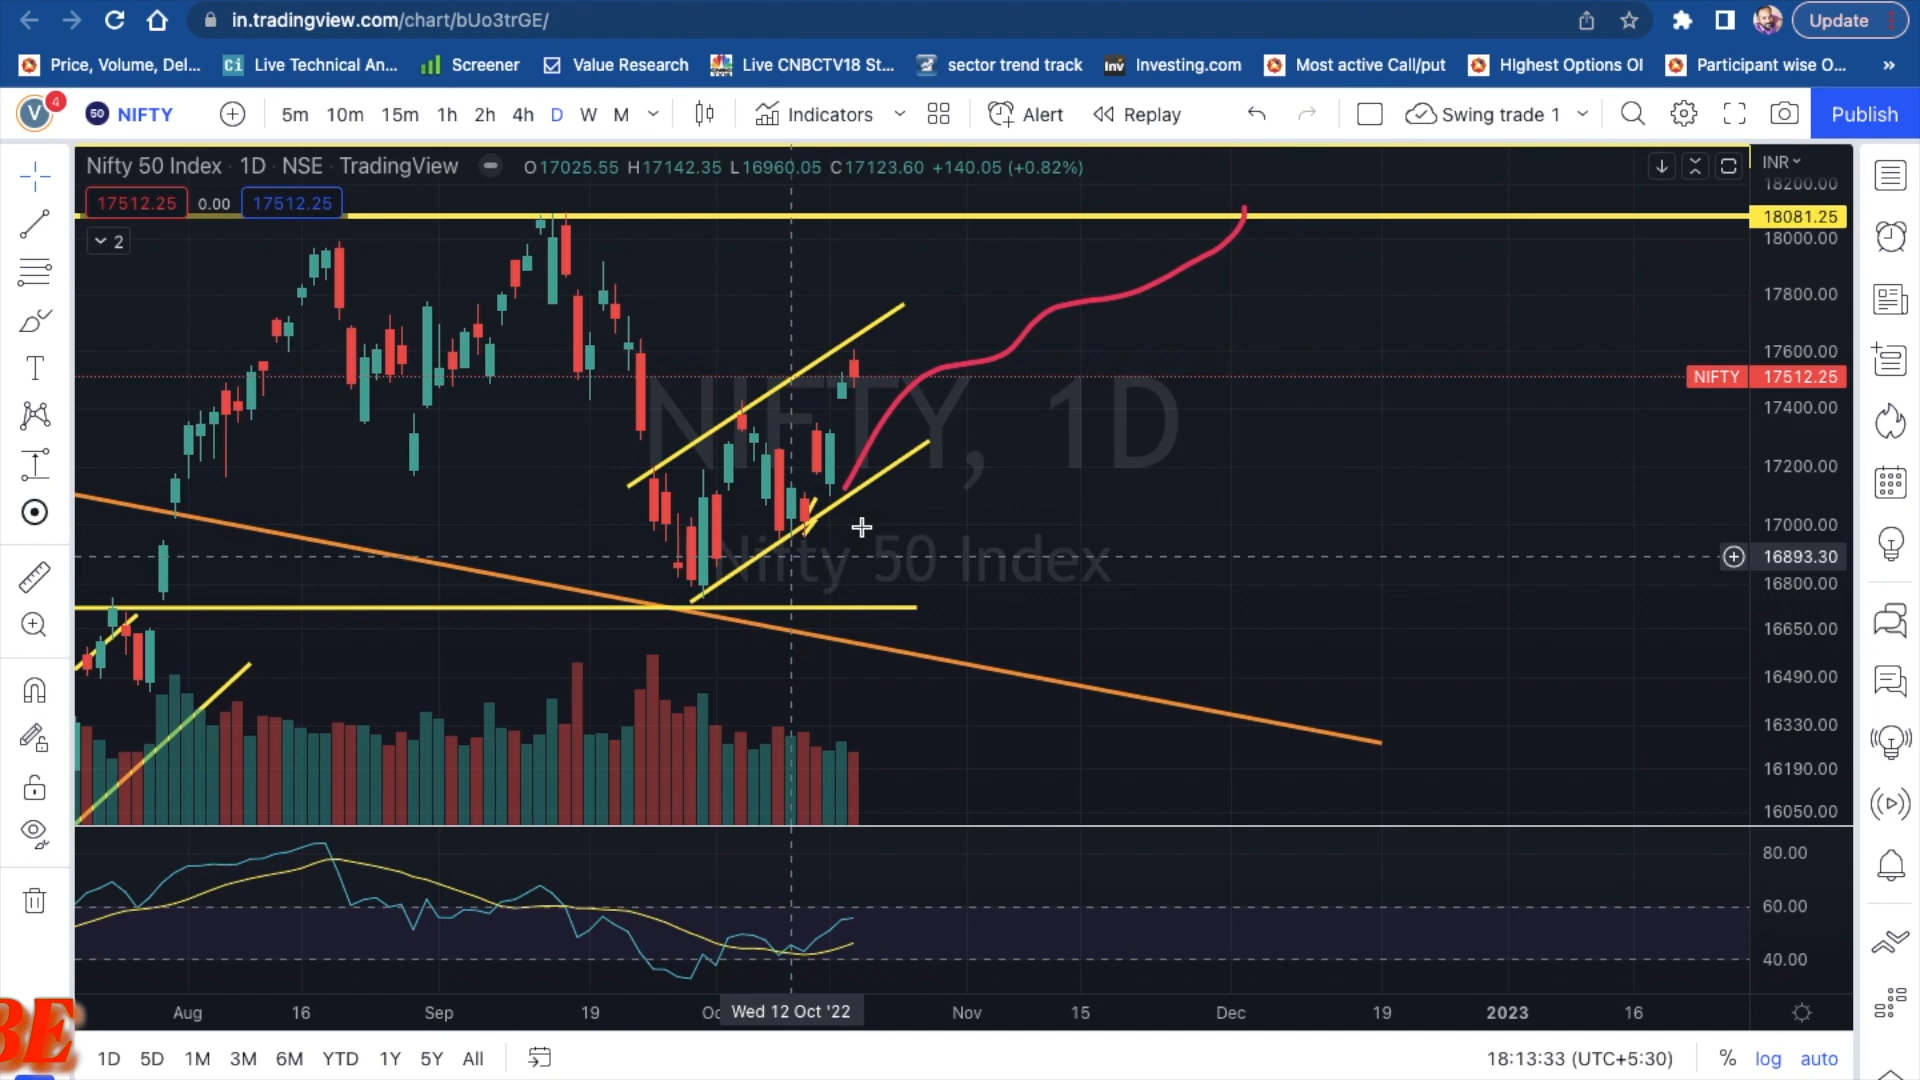 in.tradingview.com/chart/bUo3trGE/
Update
Price, Volume, Del...
Ci Live Technical An...
Screener
Value Research
Live CNBCTV18 St...
sector trend track
Inv Investing.com
Most active Call/put
HIghest Options OI
Participant wise O...
»
V 4
50 NIFTY
5m 10m 15m 1h 2h 4h D W M
Indicators
Alert
Replay
Swing trade 1
Publish
Nifty 50 Index · 1D · NSE · TradingView
O17025.55 H17142.35 L16960.05 C17123.60 +140.05 (+0.82%)
17512.25 0.00 17512.25
2
INR
18200.00
18081.25
18000.00
17800.00
17600.00
NIFTY 17512.25
17400.00
17200.00
17000.00
16893.30
16800.00
16650.00
16490.00
16330.00
16190.00
16050.00
NIFTY, 1D
Nifty 50 Index
80.00
60.00
40.00
Aug 16 Sep 19 Wed 12 Oct '22 Nov 15 Dec 19 2023 16
BE
1D 5D 1M 3M 6M YTD 1Y 5Y All
18:13:33 (UTC+5:30)
% log auto